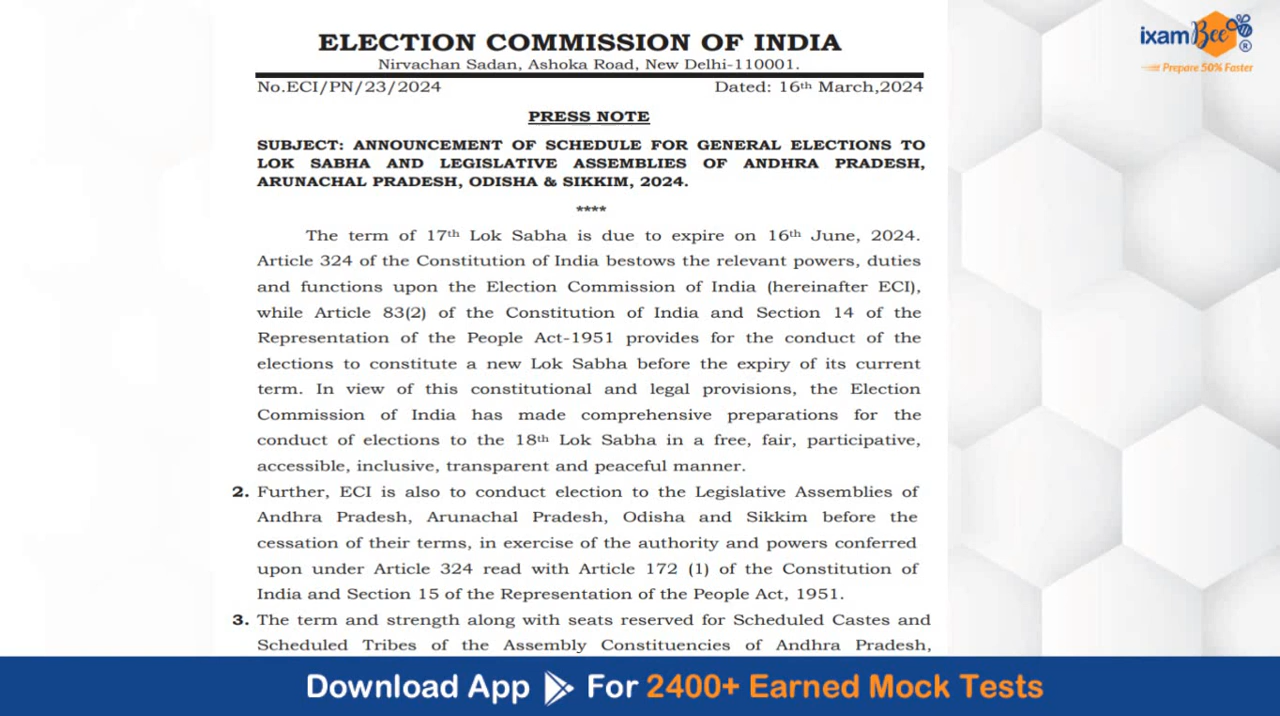 ixamBee®
Prepare 50% Faster
ELECTION COMMISSION OF INDIA
Nirvachan Sadan, Ashoka Road, New Delhi-110001.
No.ECI/PN/23/2024 Dated: 16th March,2024
PRESS NOTE
SUBJECT: ANNOUNCEMENT OF SCHEDULE FOR GENERAL ELECTIONS TO
LOK SABHA AND LEGISLATIVE ASSEMBLIES OF ANDHRA PRADESH,
ARUNACHAL PRADESH, ODISHA & SIKKIM, 2024.
****
The term of 17th Lok Sabha is due to expire on 16th June, 2024.
Article 324 of the Constitution of India bestows the relevant powers, duties
and functions upon the Election Commission of India (hereinafter ECI),
while Article 83(2) of the Constitution of India and Section 14 of the
Representation of the People Act-1951 provides for the conduct of the
elections to constitute a new Lok Sabha before the expiry of its current
term. In view of this constitutional and legal provisions, the Election
Commission of India has made comprehensive preparations for the
conduct of elections to the 18th Lok Sabha in a free, fair, participative,
accessible, inclusive, transparent and peaceful manner.
2. Further, ECI is also to conduct election to the Legislative Assemblies of
Andhra Pradesh, Arunachal Pradesh, Odisha and Sikkim before the
cessation of their terms, in exercise of the authority and powers conferred
upon under Article 324 read with Article 172 (1) of the Constitution of
India and Section 15 of the Representation of the People Act, 1951.
3. The term and strength along with seats reserved for Scheduled Castes and
Scheduled Tribes of the Assembly Constituencies of Andhra Pradesh,
Download App For 2400+ Earned Mock Tests